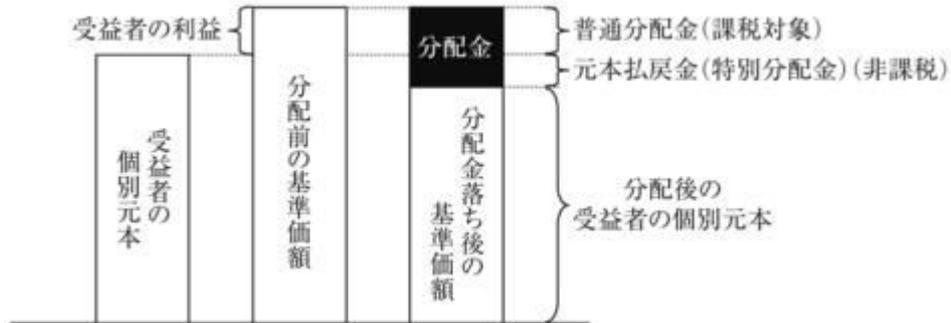 受益者の利益
受益者の
個別元本
分配前の基準価額
分配金
分配金落ち後の
基準価額
普通分配金(課税対象)
元本払戻金(特別分配金)(非課税)
分配後の
受益者の個別元本